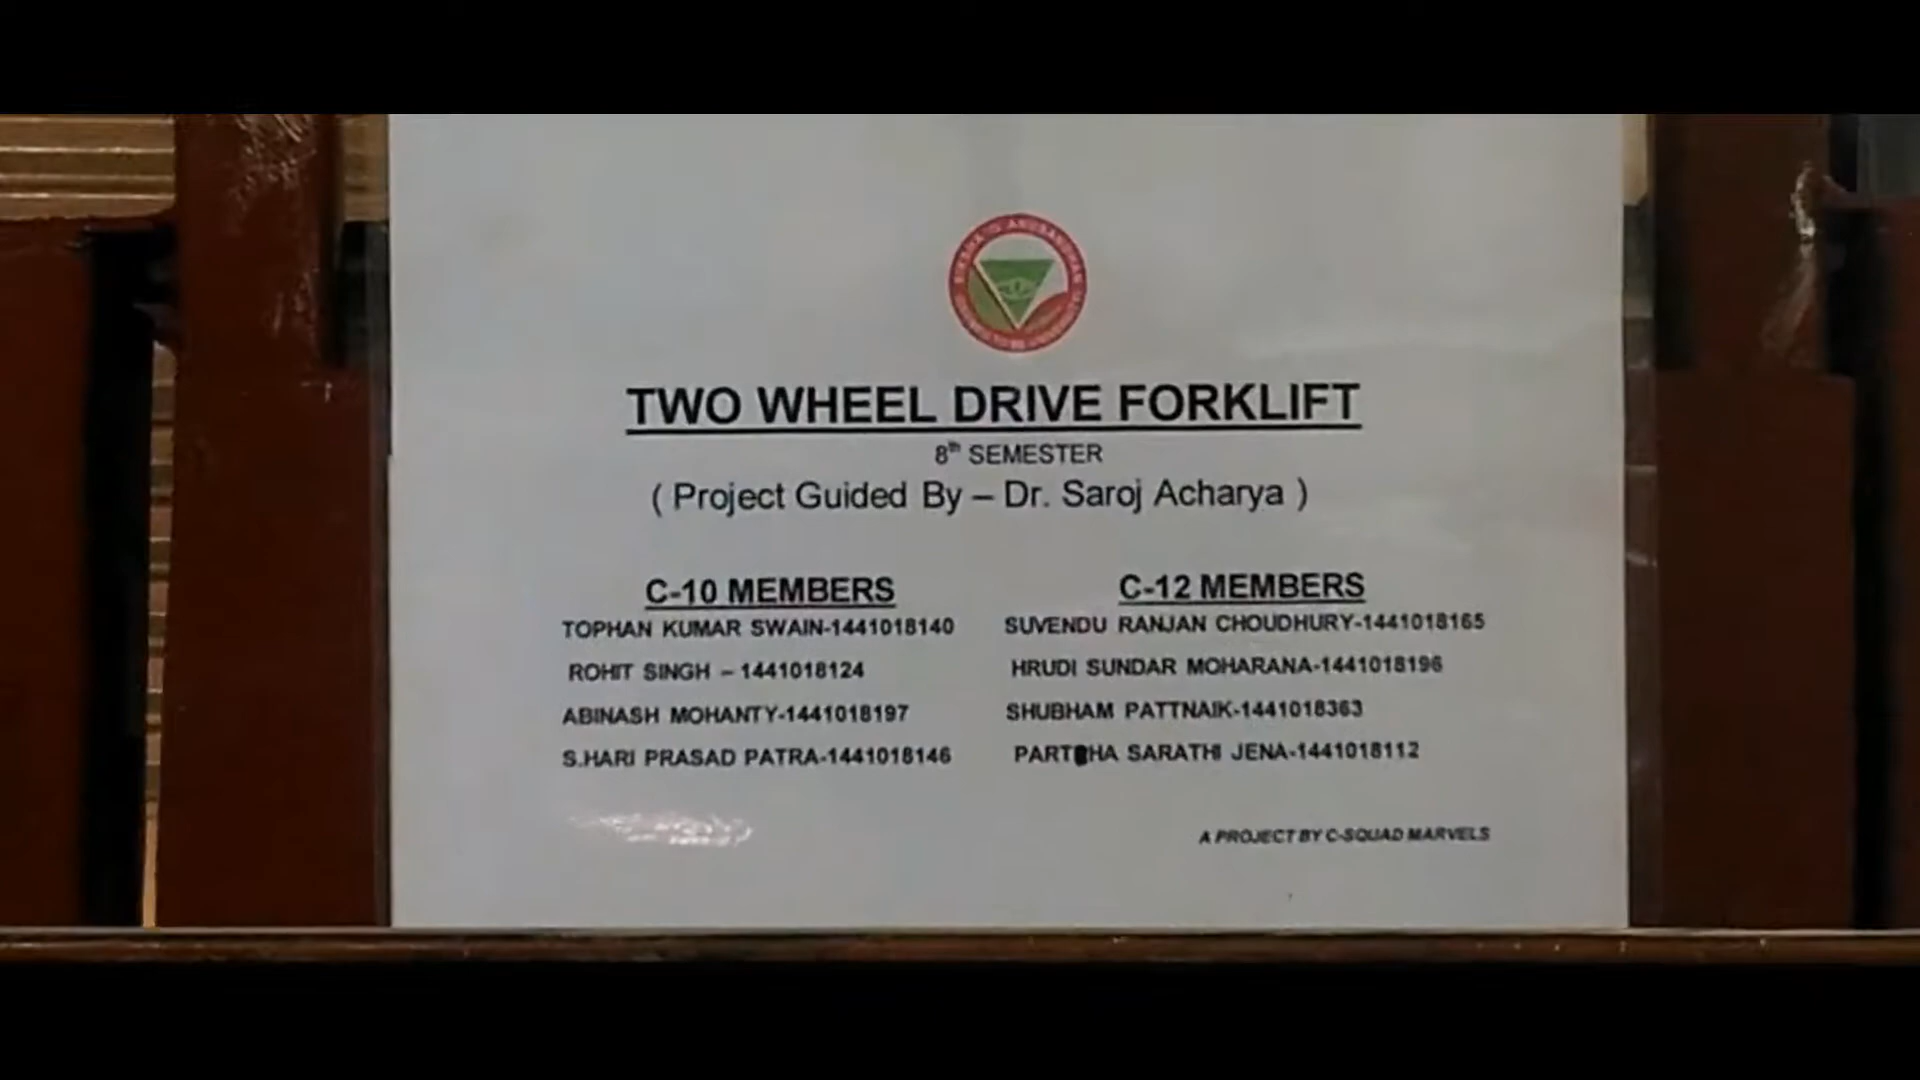 TWO WHEEL DRIVE FORKLIFT
8th SEMESTER
( Project Guided By – Dr. Saroj Acharya )
C-10 MEMBERS
TOPHAN KUMAR SWAIN-1441018140
ROHIT SINGH – 1441018124
ABINASH MOHANTY-1441018197
S.HARI PRASAD PATRA-1441018146
C-12 MEMBERS
SUVENDU RANJAN CHOUDHURY-1441018165
HRUDI SUNDAR MOHARANA-1441018196
SHUBHAM PATTNAIK-1441018363
SARATHI JENA-1441018112
A PROJECT BY C-SQUAD MARVELS